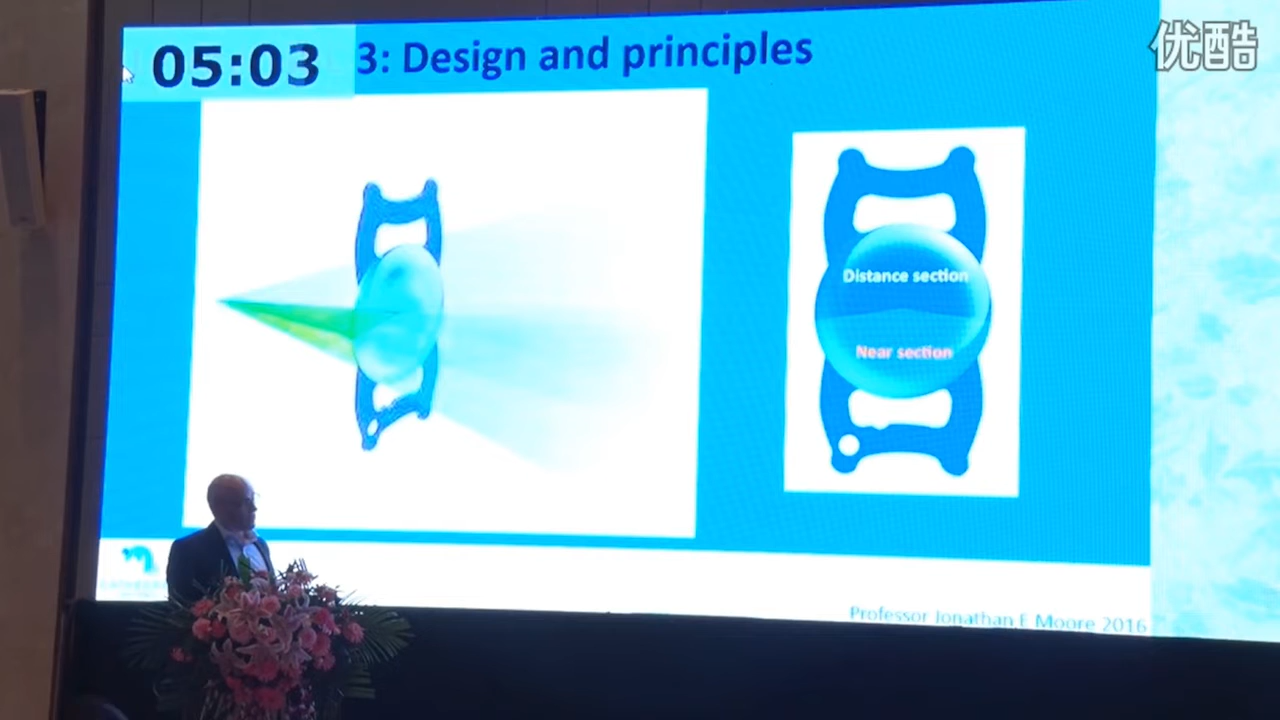 优酷
05:03
3: Design and principles
Distance section
Near section
Professor Jonathan E Moore 2016